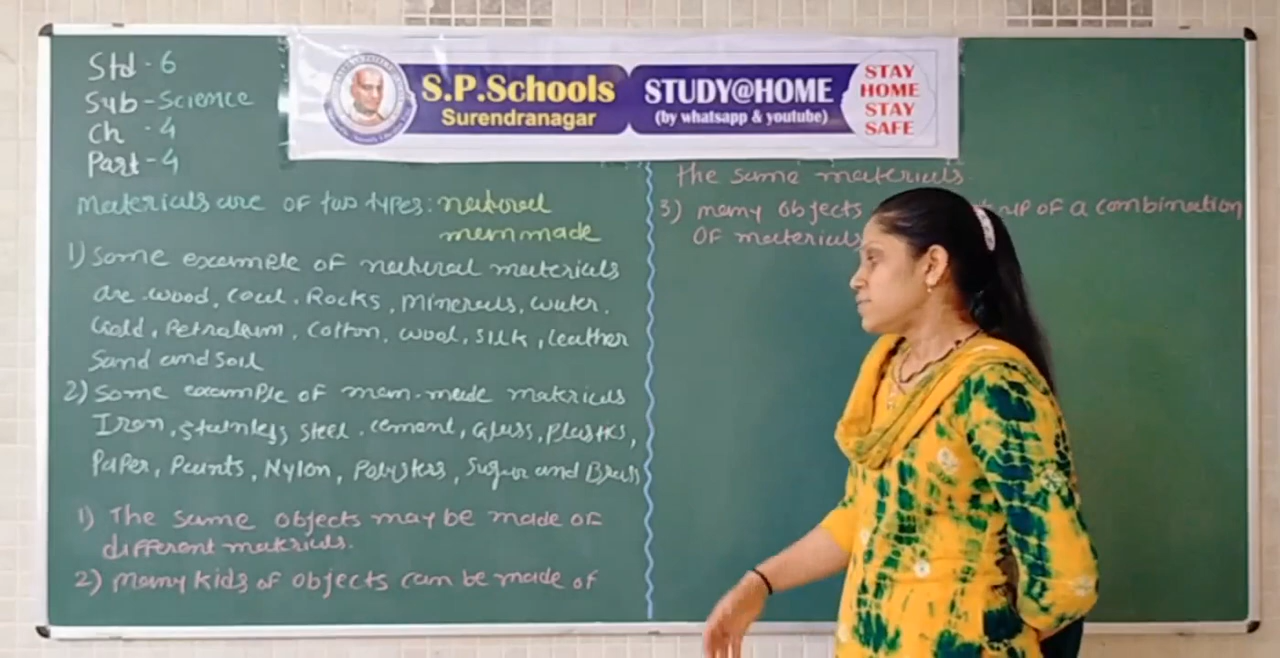 Std - 6
Sub - Science
Ch - 4
Part - 4
S.P.Schools
Surendranagar
STUDY@HOME
(by whatsapp & youtube)
STAY
HOME
STAY
SAFE
Materials are of two types: natural
man made
1) Some example of natural materials
are wood, coal, Rocks, Minerals, water,
Gold, Petroleum, Cotton, wool, silk, leather
Sand and soil
2) Some example of man-made materials
Iron, stainless steel, cement, Glass, plastics,
Paper, Paints, Nylon, Polysters, Sugar and Brass
1) The same objects may be made of
different materials.
2) Many kids of objects can be made of
the same materials.
3) many objects up of a combination
of materials